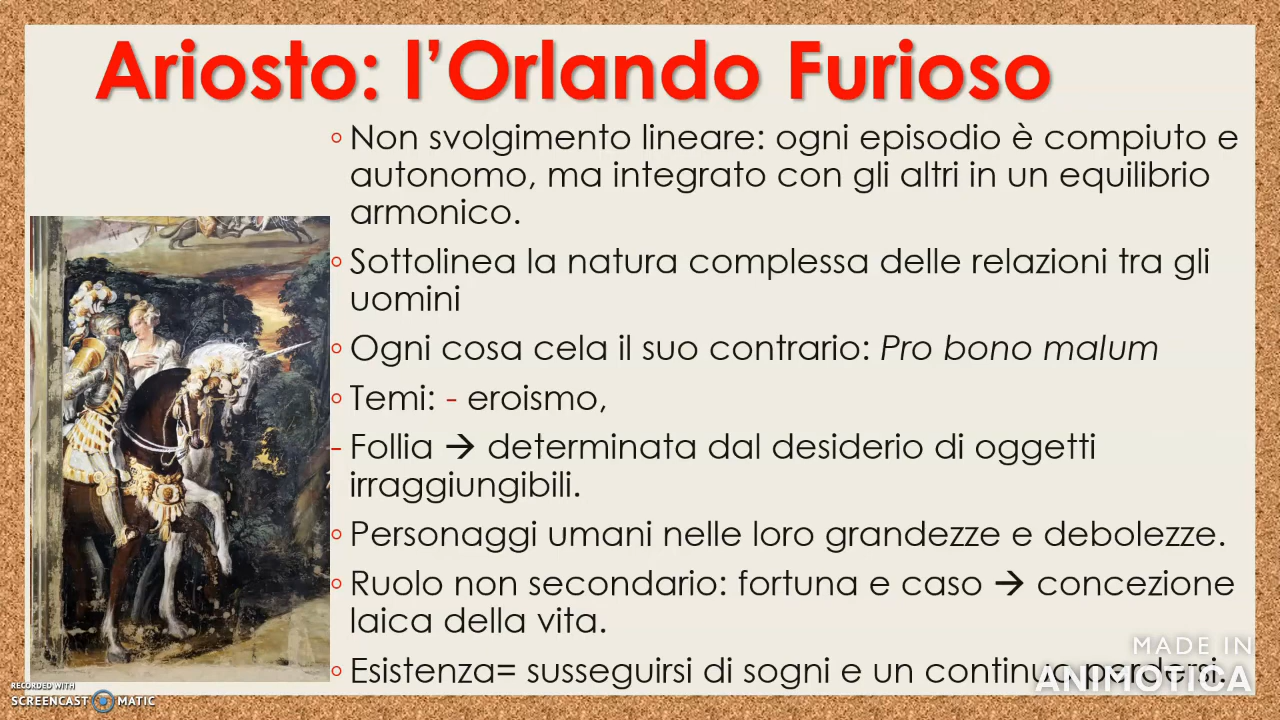 Ariosto: l’Orlando Furioso
◦ Non svolgimento lineare: ogni episodio è compiuto e
autonomo, ma integrato con gli altri in un equilibrio
armonico.
◦ Sottolinea la natura complessa delle relazioni tra gli
uomini
◦ Ogni cosa cela il suo contrario: Pro bono malum
◦ Temi: - eroismo,
- Follia → determinata dal desiderio di oggetti
irraggiungibili.
◦ Personaggi umani nelle loro grandezze e debolezze.
◦ Ruolo non secondario: fortuna e caso → concezione
laica della vita.
◦ Esistenza= susseguirsi di sogni e un continuo perdersi.
MADE IN
ANIMOTICA
RECORDED WITH
SCREENCAST MATIC